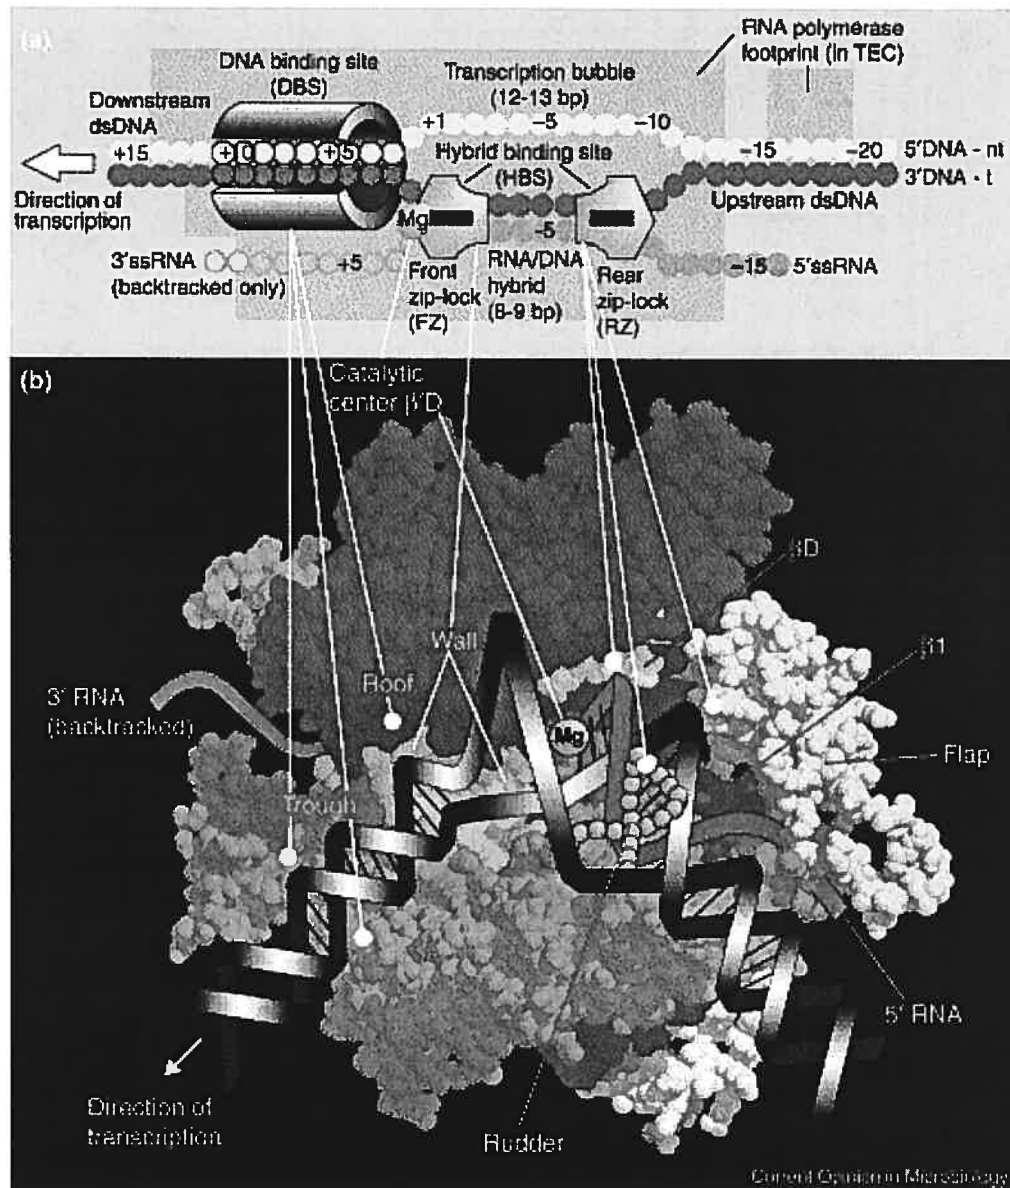 (a)
RNA polymerase
footprint (in TEC)
DNA binding site
(DBS)
Transcription bubble
(12-13 bp)
Downstream
dsDNA
+15
+10
+5
+1
−5
−10
−15
−20
5′DNA - nt
3′DNA - t
Hybrid binding site
(HBS)
Direction of
transcription
Mg
Upstream dsDNA
−5
3′ssRNA
(backtracked only)
+5
Front
zip-lock
(FZ)
RNA/DNA
hybrid
(8-9 bp)
Rear
zip-lock
(RZ)
−15
5′ssRNA
(b)
Catalytic
center β′D
βD
Wall
β1
Roof
3′ RNA
(backtracked)
Mg
Flap
Trough
5′ RNA
Direction of
transcription
Rudder
Current Opinion in Microbiology